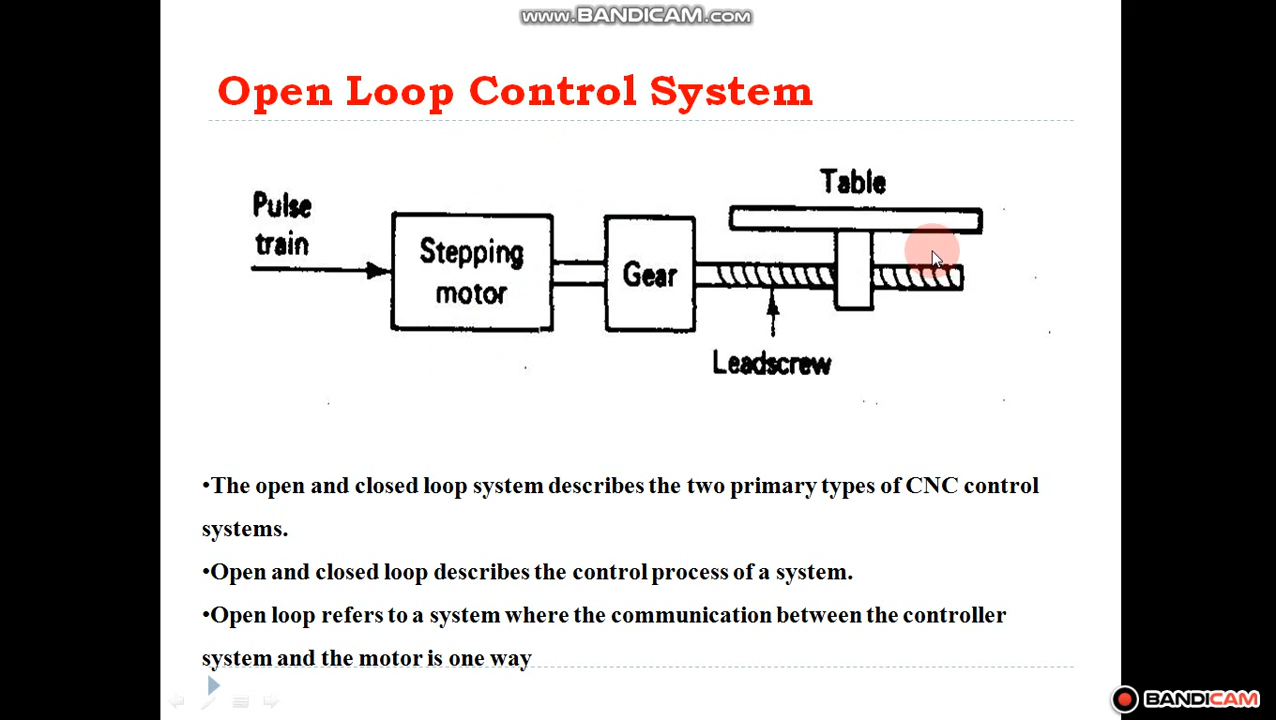 www.BANDICAM.com
Open Loop Control System
Table
Pulse
train
Stepping
motor
Gear
Leadscrew
•The open and closed loop system describes the two primary types of CNC control
systems.
•Open and closed loop describes the control process of a system.
•Open loop refers to a system where the communication between the controller
system and the motor is one way
BANDICAM